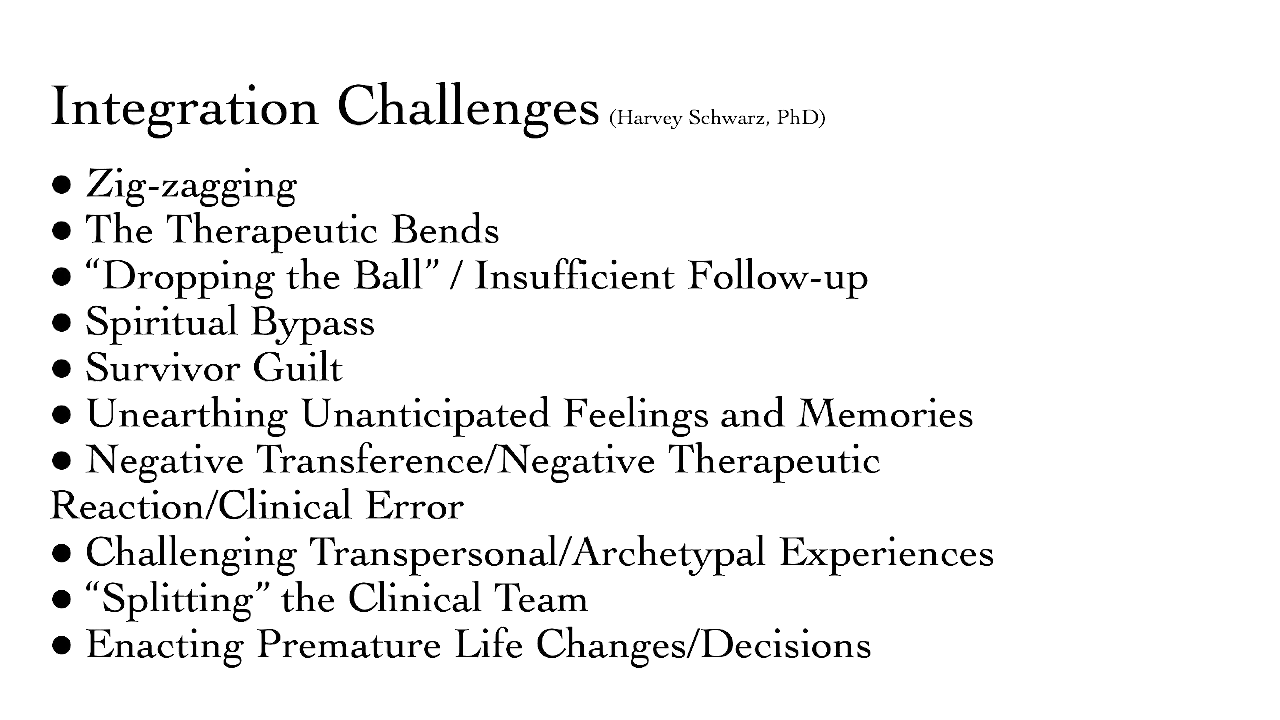 Integration Challenges (Harvey Schwarz, PhD)
● Zig-zagging
● The Therapeutic Bends
● “Dropping the Ball” / Insufficient Follow-up
● Spiritual Bypass
● Survivor Guilt
● Unearthing Unanticipated Feelings and Memories
● Negative Transference/Negative Therapeutic
Reaction/Clinical Error
● Challenging Transpersonal/Archetypal Experiences
● “Splitting” the Clinical Team
● Enacting Premature Life Changes/Decisions